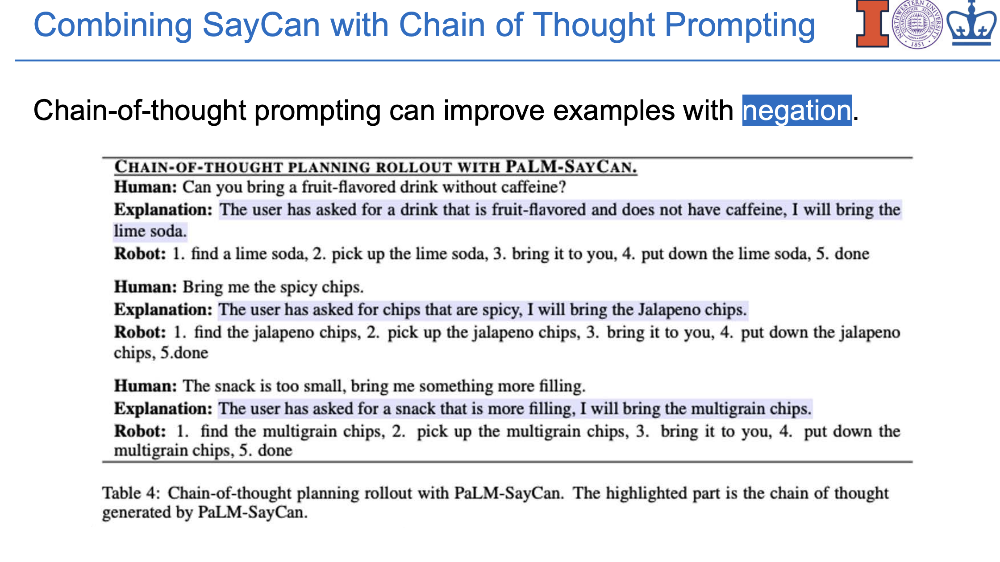 Combining SayCan with Chain of Thought Prompting
NORTHWESTERN UNIVERSITY
1851
Chain-of-thought prompting can improve examples with negation.
CHAIN-OF-THOUGHT PLANNING ROLLOUT WITH PALM-SAYCAN.
Human: Can you bring a fruit-flavored drink without caffeine?
Explanation: The user has asked for a drink that is fruit-flavored and does not have caffeine, I will bring the
lime soda.
Robot: 1. find a lime soda, 2. pick up the lime soda, 3. bring it to you, 4. put down the lime soda, 5. done
Human: Bring me the spicy chips.
Explanation: The user has asked for chips that are spicy, I will bring the Jalapeno chips.
Robot: 1. find the jalapeno chips, 2. pick up the jalapeno chips, 3. bring it to you, 4. put down the jalapeno
chips, 5.done
Human: The snack is too small, bring me something more filling.
Explanation: The user has asked for a snack that is more filling, I will bring the multigrain chips.
Robot: 1. find the multigrain chips, 2. pick up the multigrain chips, 3. bring it to you, 4. put down the
multigrain chips, 5. done
Table 4: Chain-of-thought planning rollout with PaLM-SayCan. The highlighted part is the chain of thought
generated by PaLM-SayCan.